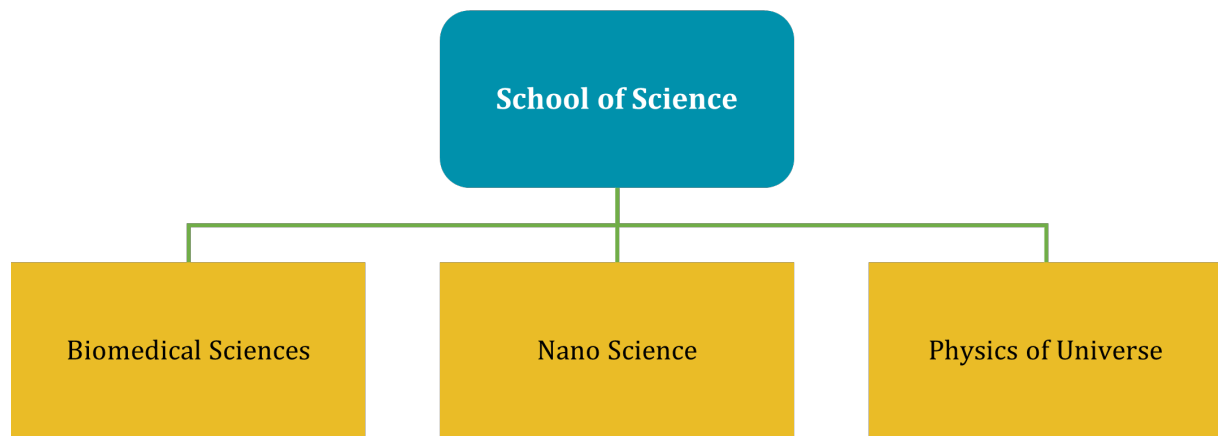 School of Science
Biomedical Sciences
Nano Science
Physics of Universe